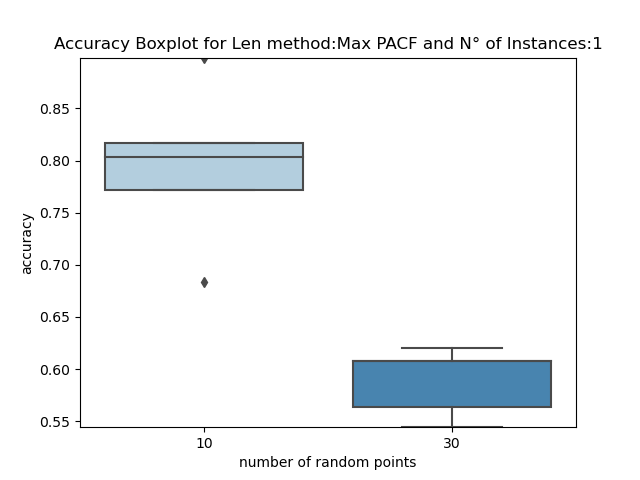 Accuracy Boxplot for Len method:Max PACF and N° of Instances:1
0.85
0.80
0.75
0.70
0.65
0.60
0.55
accuracy
10 30
number of random points